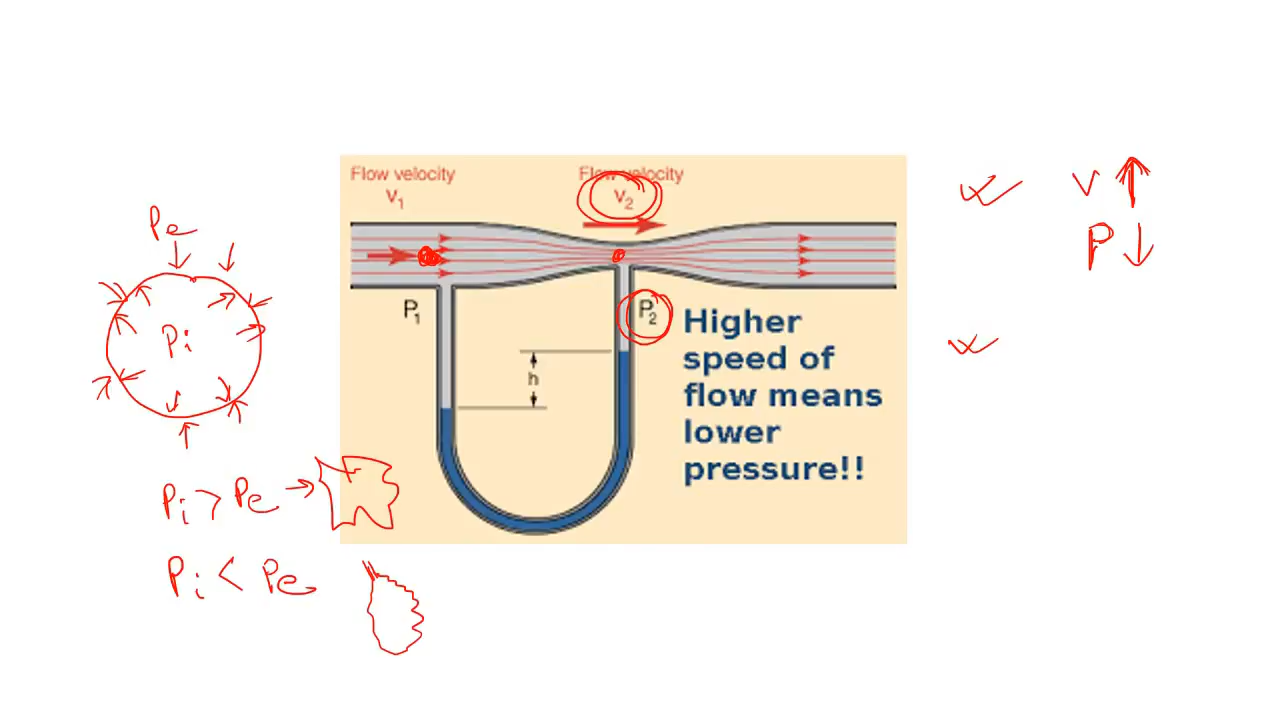 Flow velocity
v₁
Flow velocity
v₂
P₁
P₂
h
Higher
speed of
flow means
lower
pressure!!
v ↑
P ↓
Pe
Pi
Pi > Pe →
Pi < Pe